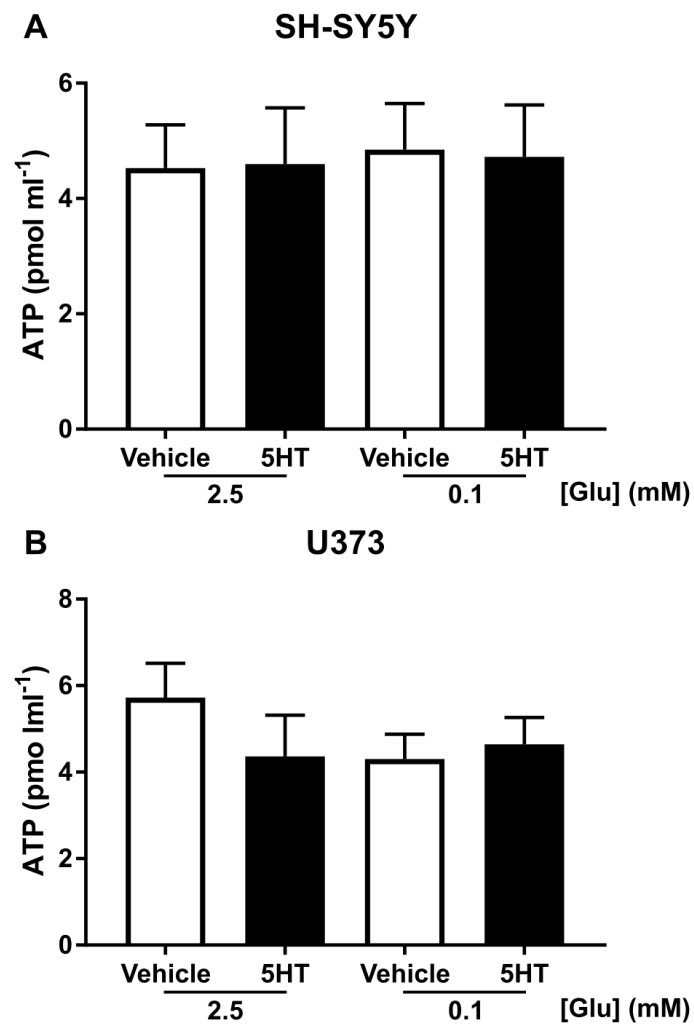 A
SH-SY5Y
ATP (pmol ml-1)
6
4
2
0
Vehicle 5HT Vehicle 5HT
2.5 0.1 [Glu] (mM)
B
U373
ATP (pmo lml-1)
8
6
4
2
0
Vehicle 5HT Vehicle 5HT
2.5 0.1 [Glu] (mM)